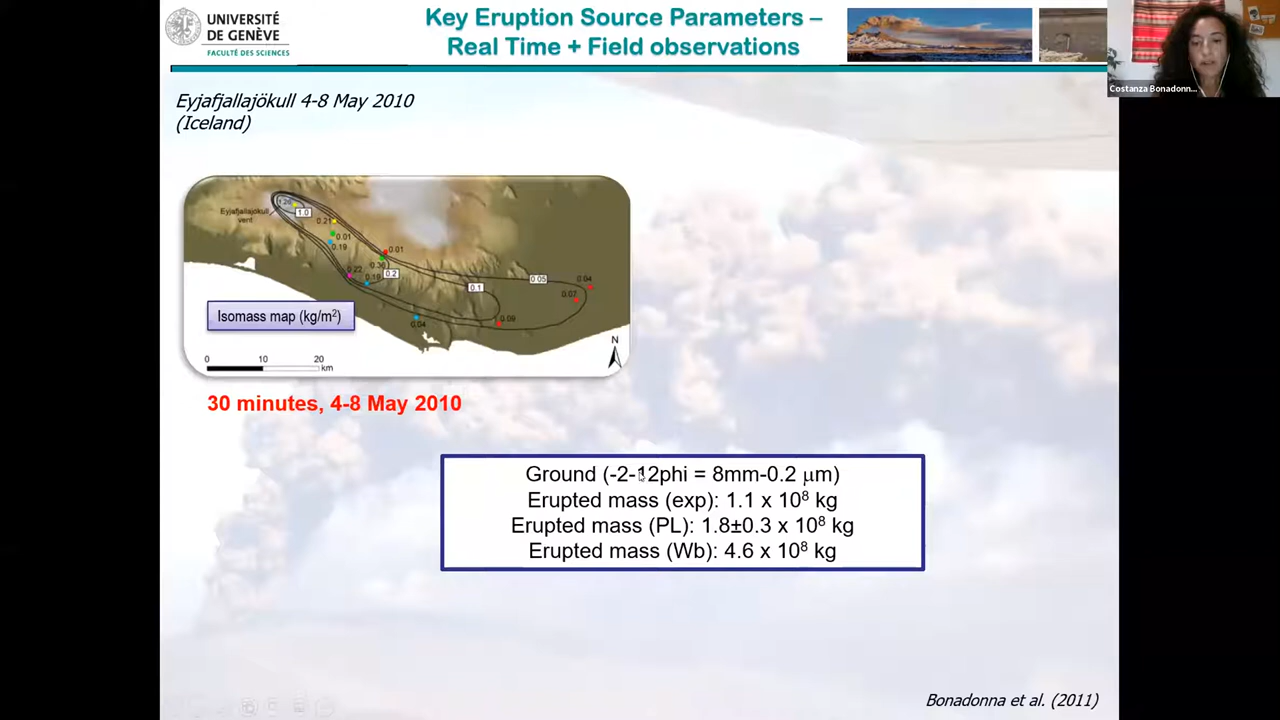 UNIVERSITÉ
DE GENÈVE
FACULTÉ DES SCIENCES
Key Eruption Source Parameters –
Real Time + Field observations
Costanza Bonadonn...
Eyjafjallajökull 4-8 May 2010
(Iceland)
Eyjafjallajökull
vent
1.0
0.21
0.01
0.19
0.01
0.36
0.22
0.19
0.2
0.1
0.05
0.04
0.07
0.09
0.04
Isomass map (kg/m²)
N
0 10 20
km
30 minutes, 4-8 May 2010
Ground (-2-12phi = 8mm-0.2 μm)
Erupted mass (exp): 1.1 x 10⁸ kg
Erupted mass (PL): 1.8±0.3 x 10⁸ kg
Erupted mass (Wb): 4.6 x 10⁸ kg
Bonadonna et al. (2011)